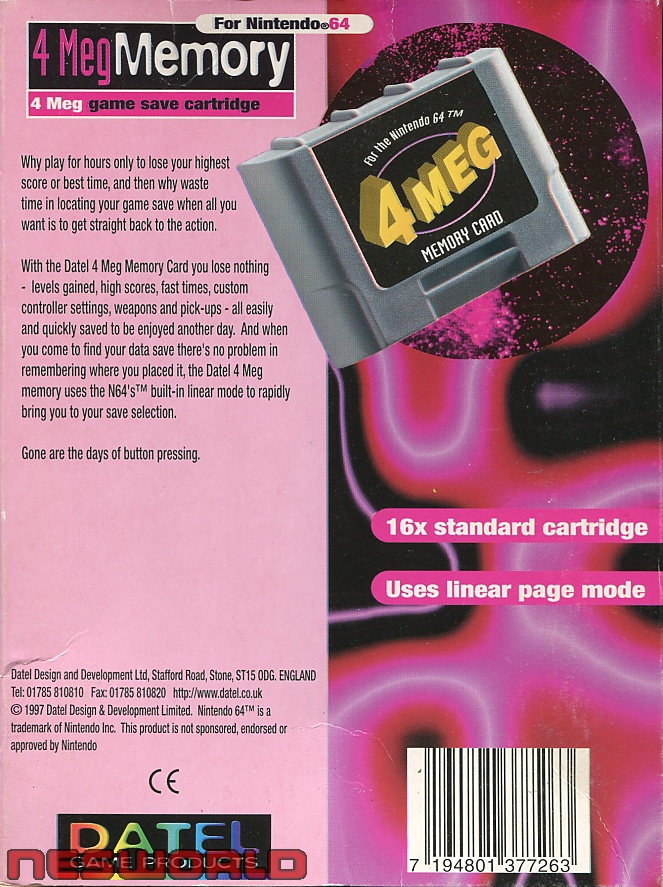 For Nintendo®64
4 Meg Memory
4 Meg game save cartridge
For the Nintendo 64™
4 MEG
MEMORY CARD
Why play for hours only to lose your highest
score or best time, and then why waste
time in locating your game save when all you
want is to get straight back to the action.
With the Datel 4 Meg Memory Card you lose nothing
- levels gained, high scores, fast times, custom
controller settings, weapons and pick-ups - all easily
and quickly saved to be enjoyed another day. And when
you come to find your data save there's no problem in
remembering where you placed it, the Datel 4 Meg
memory uses the N64's™ built-in linear mode to rapidly
bring you to your save selection.
Gone are the days of button pressing.
16x standard cartridge
Uses linear page mode
Datel Design and Development Ltd, Stafford Road, Stone, ST15 0DG. ENGLAND
Tel: 01785 810810 Fax: 01785 810820 http://www.datel.co.uk
© 1997 Datel Design & Development Limited. Nintendo 64™ is a
trademark of Nintendo Inc. This product is not sponsored, endorsed or
approved by Nintendo
CE
DATEL
GAME PRODUCTS
NESWORLD
7 194801 377263